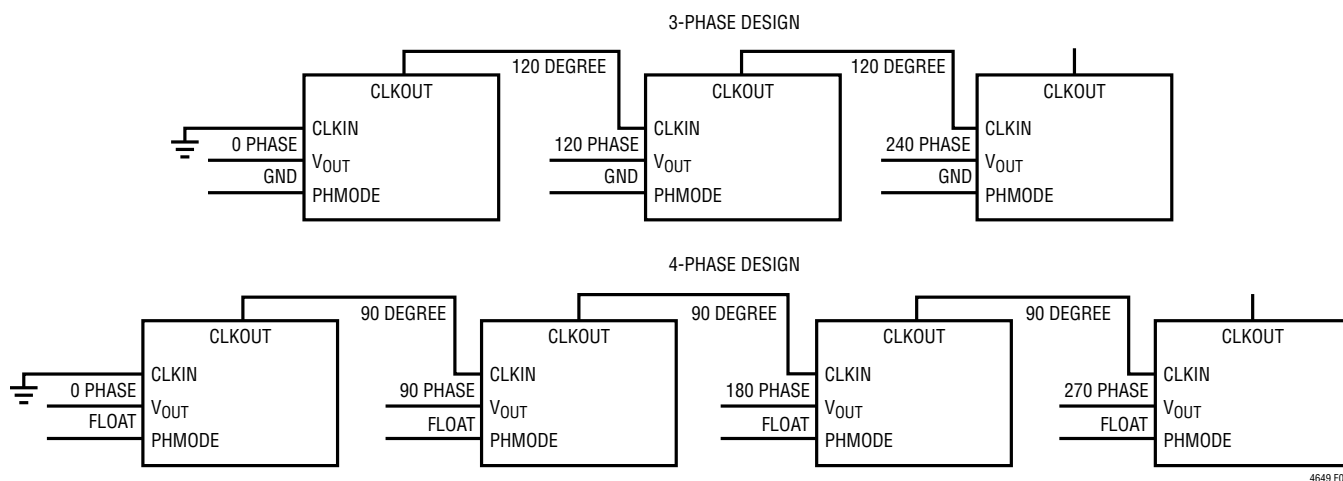 3-PHASE DESIGN
120 DEGREE
120 DEGREE
CLKOUT
CLKOUT
CLKOUT
CLKIN
CLKIN
CLKIN
0 PHASE
120 PHASE
240 PHASE
VOUT
VOUT
VOUT
GND
GND
GND
PHMODE
PHMODE
PHMODE
4-PHASE DESIGN
90 DEGREE
90 DEGREE
90 DEGREE
CLKOUT
CLKOUT
CLKOUT
CLKOUT
CLKIN
CLKIN
CLKIN
CLKIN
0 PHASE
90 PHASE
180 PHASE
270 PHASE
VOUT
VOUT
VOUT
VOUT
FLOAT
FLOAT
FLOAT
FLOAT
PHMODE
PHMODE
PHMODE
PHMODE
4649